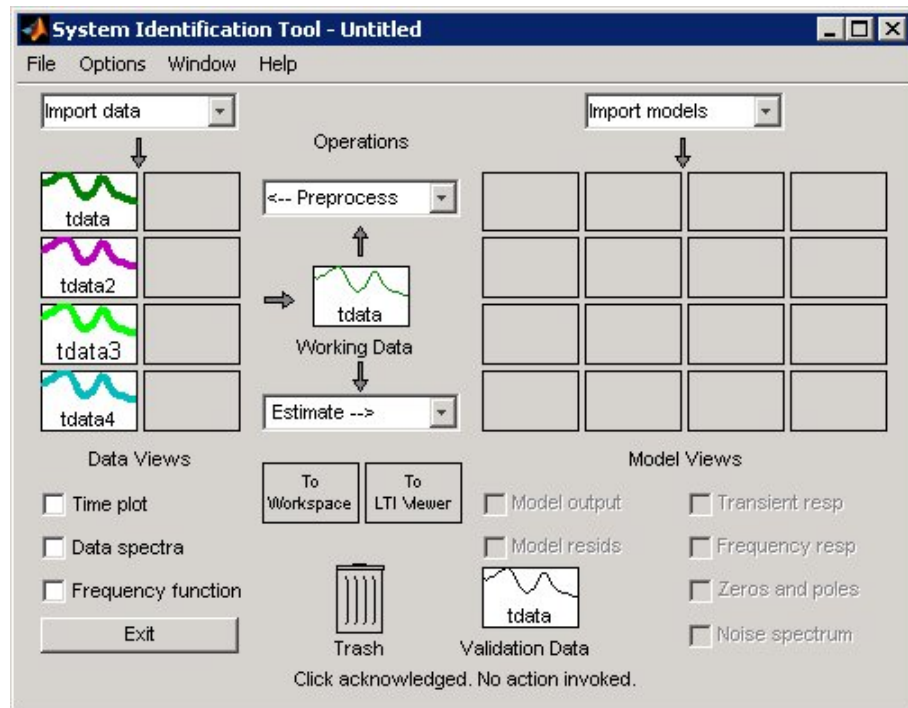 System Identification Tool - Untitled
File Options Window Help
Import data
Import models
Operations
<-- Preprocess
tdata
tdata2
tdata3
tdata4
tdata
Working Data
Estimate -->
Data Views
Time plot
Data spectra
Frequency function
Exit
To
Workspace
To
LTI Viewer
Trash
Model Views
Model output
Transient resp
Model resids
Frequency resp
Zeros and poles
Noise spectrum
tdata
Validation Data
Click acknowledged. No action invoked.